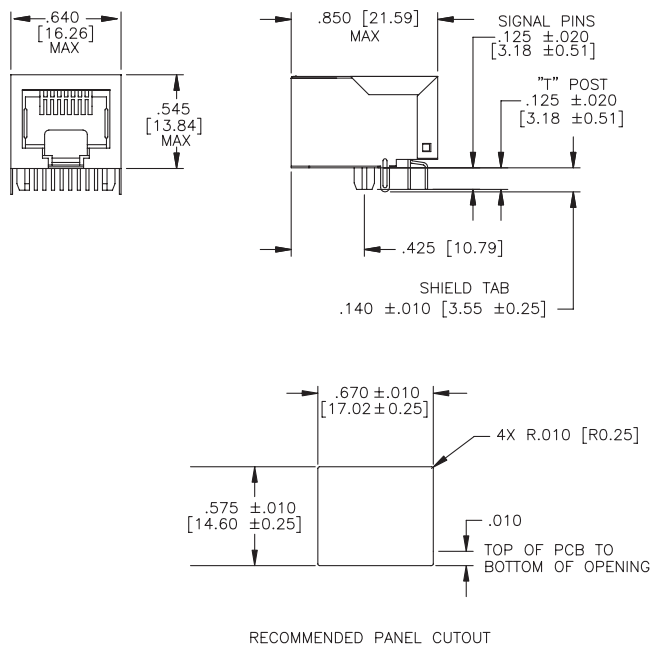 .640
[16.26]
MAX
.545
[13.84]
MAX
.850 [21.59]
MAX
SIGNAL PINS
.125 ±.020
[3.18 ±0.51]
"T" POST
.125 ±.020
[3.18 ±0.51]
.425 [10.79]
SHIELD TAB
.140 ±.010 [3.55 ±0.25]
.670 ±.010
[17.02±0.25]
4X R.010 [R0.25]
.575 ±.010
[14.60 ±0.25]
.010
TOP OF PCB TO
BOTTOM OF OPENING
RECOMMENDED PANEL CUTOUT